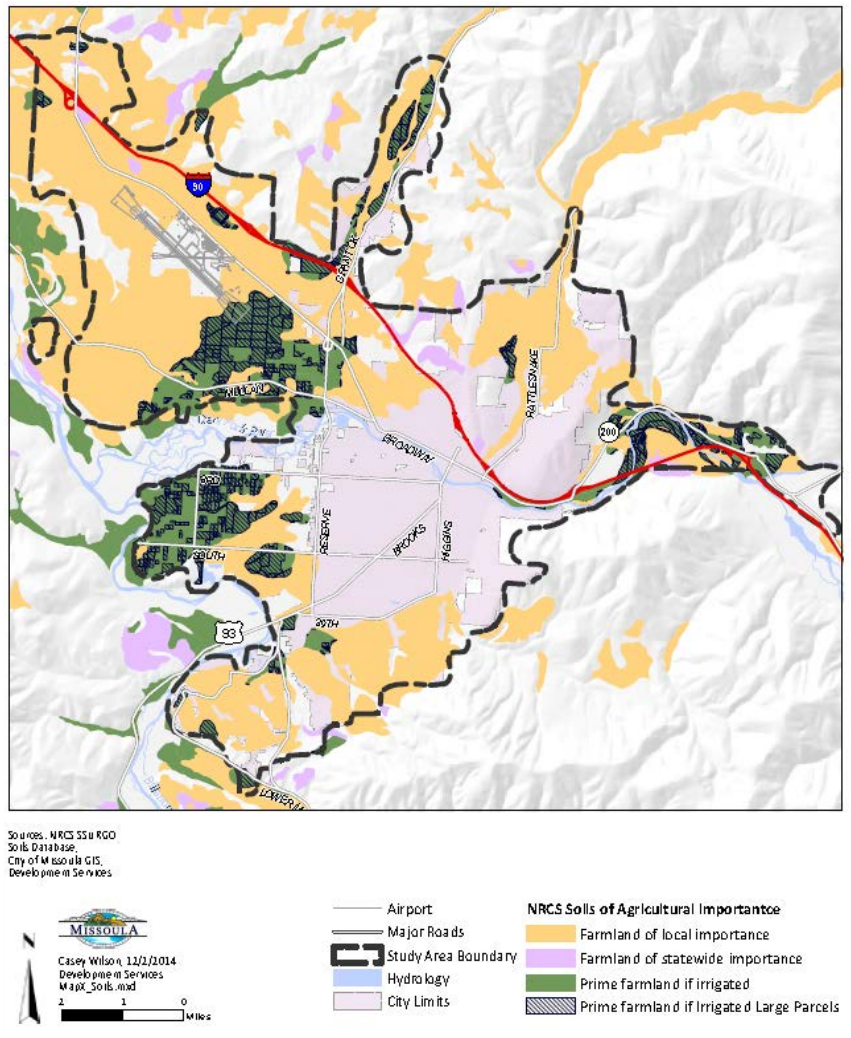 90
GRANT CK
RATTLESNAKE
MULLAN
BROADWAY
200
3RD
RESERVE
BROOKS
HIGGINS
SOUTH
93
39TH
LOWER M
Sources. NRCS SSURGO
Soils Database,
City of Missoula GIS,
Development Services
N
MISSOULA
Casey Wilson, 12/2/2014
Development Services
MapX_Soils.mxd
2 1 0
Miles
Airport
Major Roads
Study Area Boundary
Hydrology
City Limits
NRCS Soils of Agricultural Importantce
Farmland of local importance
Farmland of statewide importance
Prime farmland if irrigated
Prime farmland if Irrigated Large Parcels